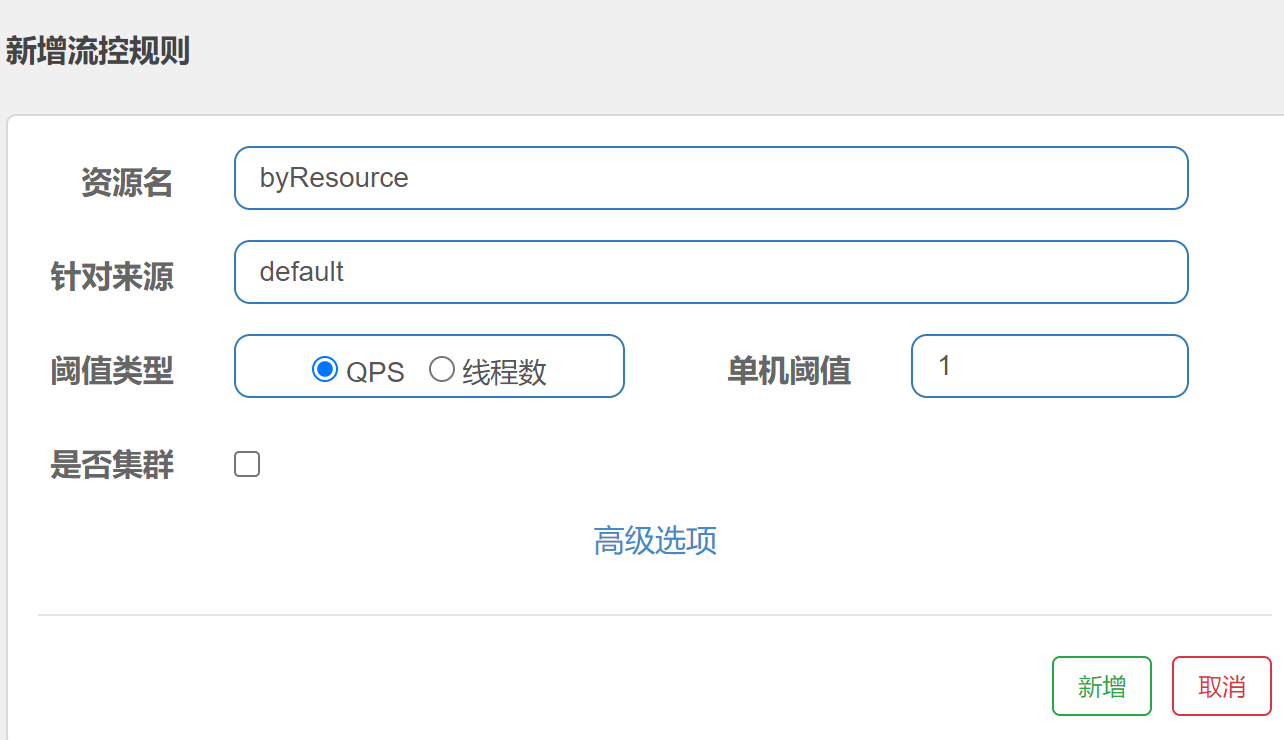 新增流控规则
资源名 byResource
针对来源 default
阈值类型 QPS 线程数 单机阈值 1
是否集群
高级选项
新增 取消